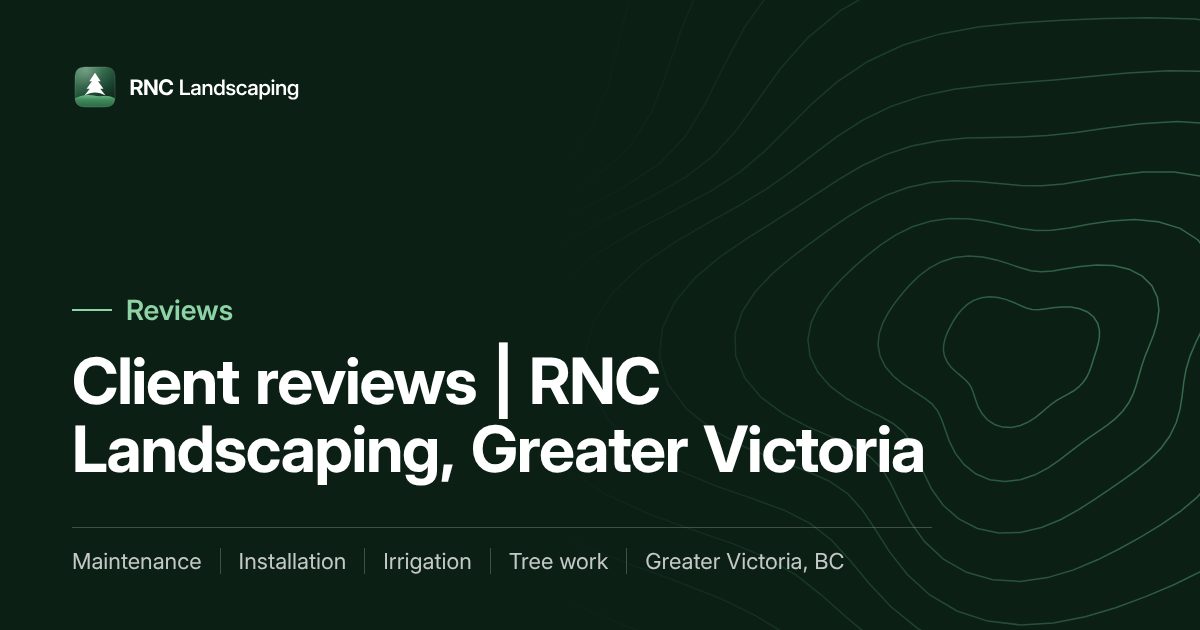 RNC Landscaping
Reviews
Client reviews | RNC
Landscaping, Greater Victoria
Maintenance | Installation | Irrigation | Tree work | Greater Victoria, BC